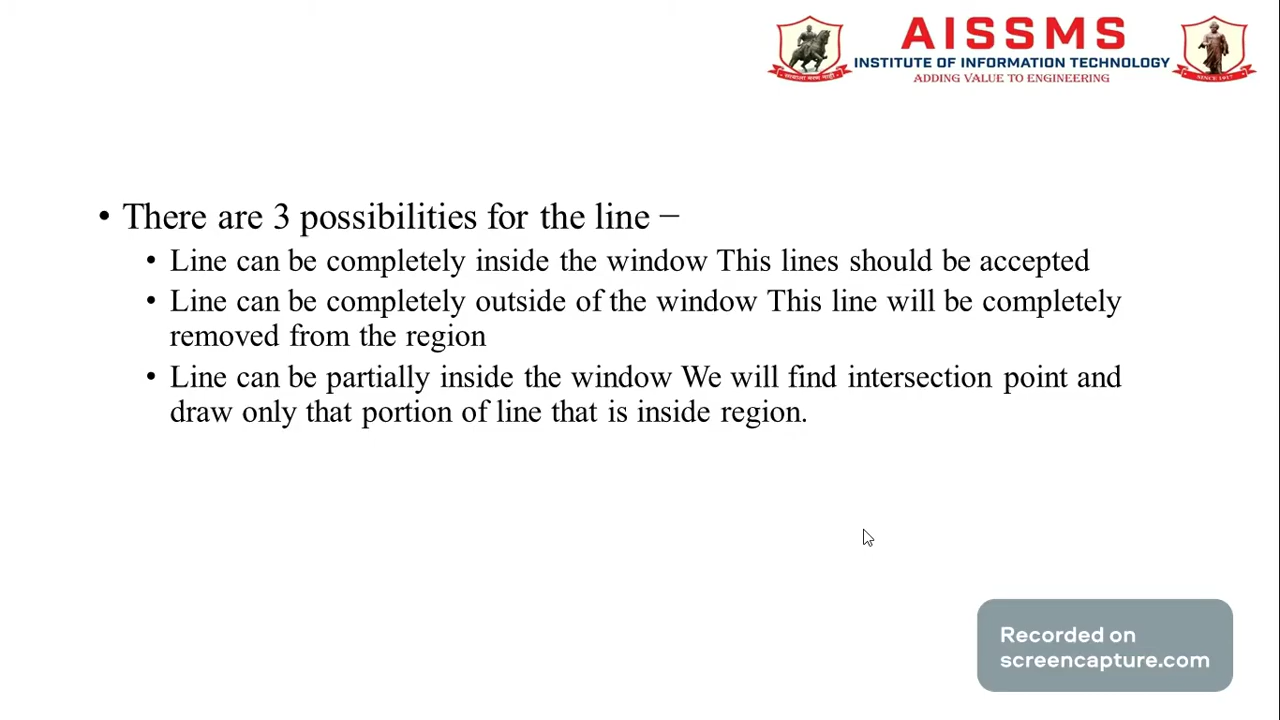 AISSMS
INSTITUTE OF INFORMATION TECHNOLOGY
ADDING VALUE TO ENGINEERING
SINCE 1917
• There are 3 possibilities for the line −
• Line can be completely inside the window This lines should be accepted
• Line can be completely outside of the window This line will be completely
removed from the region
• Line can be partially inside the window We will find intersection point and
draw only that portion of line that is inside region.
Recorded on
screencapture.com